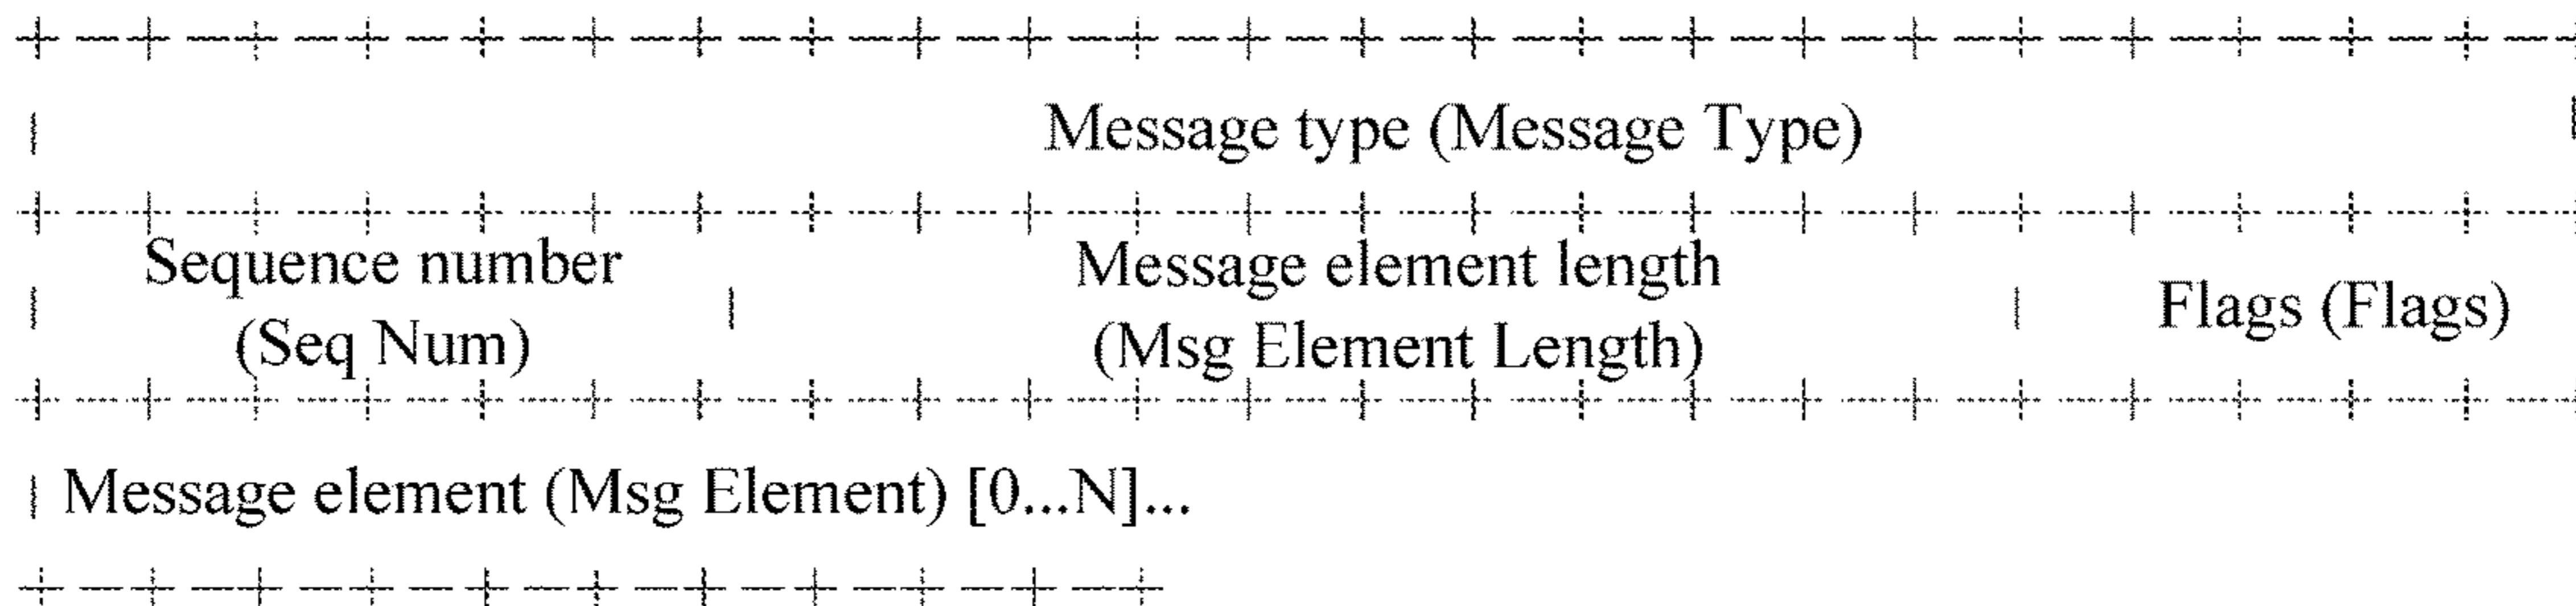 Message type (Message Type)
Sequence number
(Seq Num)
Message element length
(Msg Element Length)
Flags (Flags)
Message element (Msg Element) [0...N]...